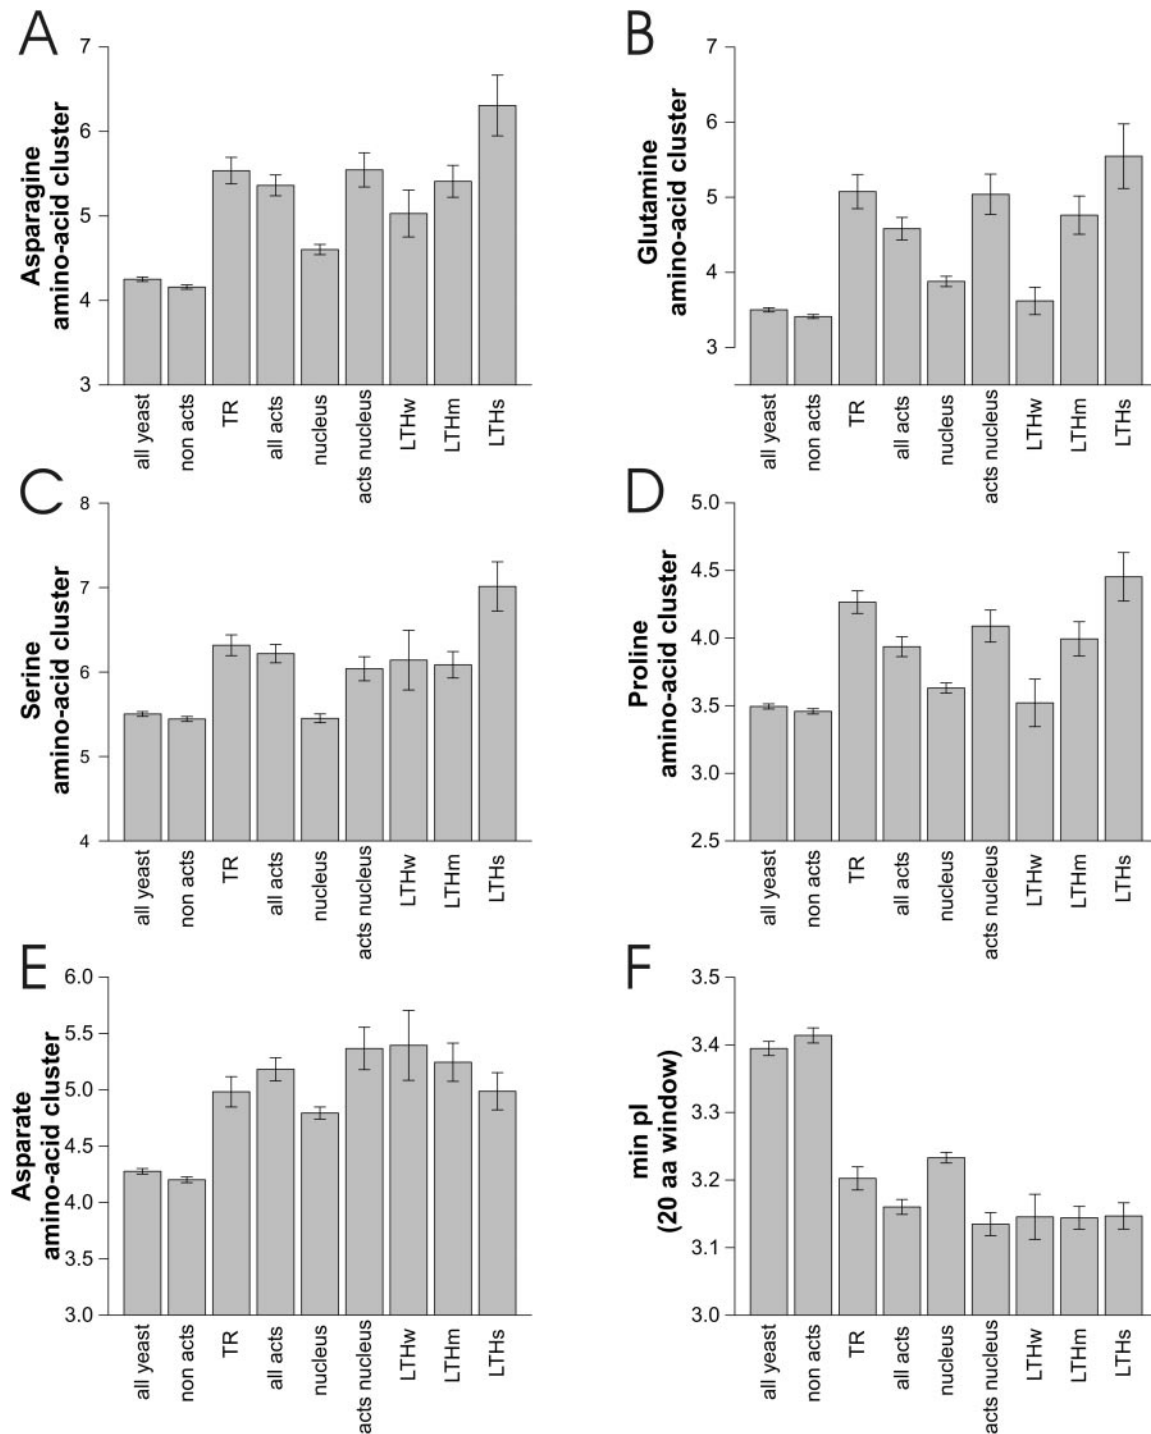 A
Asparagine
amino-acid cluster
7
6
5
4
3
all yeast
non acts
TR
all acts
nucleus
acts nucleus
LTHw
LTHm
LTHs
B
Glutamine
amino-acid cluster
7
6
5
4
3
all yeast
non acts
TR
all acts
nucleus
acts nucleus
LTHw
LTHm
LTHs
C
Serine
amino-acid cluster
8
7
6
5
4
all yeast
non acts
TR
all acts
nucleus
acts nucleus
LTHw
LTHm
LTHs
D
Proline
amino-acid cluster
5.0
4.5
4.0
3.5
3.0
2.5
all yeast
non acts
TR
all acts
nucleus
acts nucleus
LTHw
LTHm
LTHs
E
Asparate
amino-acid cluster
6.0
5.5
5.0
4.5
4.0
3.5
3.0
all yeast
non acts
TR
all acts
nucleus
acts nucleus
LTHw
LTHm
LTHs
F
min pI
(20 aa window)
3.5
3.4
3.3
3.2
3.1
3.0
all yeast
non acts
TR
all acts
nucleus
acts nucleus
LTHw
LTHm
LTHs